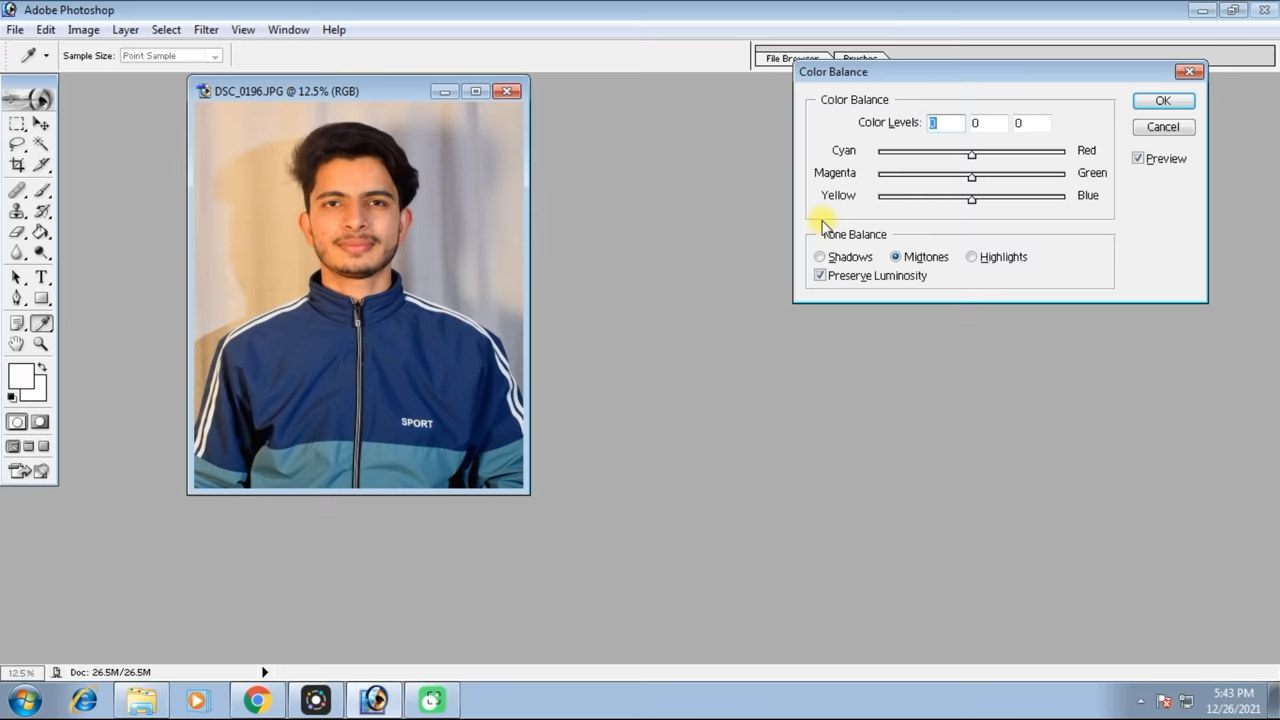 Adobe Photoshop
File Edit Image Layer Select Filter View Window Help
Sample Size: Point Sample
File Browser Brushes
DSC_0196.JPG @ 12.5% (RGB)
SPORT
Color Balance
Color Balance
Color Levels: 0 0 0
Cyan Red
Magenta Green
Yellow Blue
Tone Balance
Shadows Midtones Highlights
Preserve Luminosity
OK
Cancel
Preview
12.5% Doc: 26.5M/26.5M
5:43 PM
12/26/2021